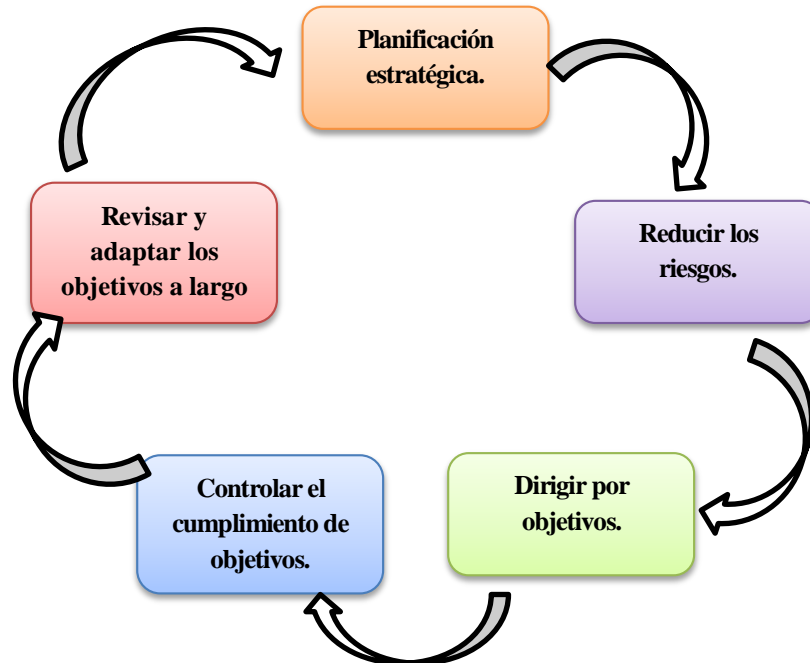 Planificación
estratégica.
Reducir los
riesgos.
Dirigir por
objetivos.
Controlar el
cumplimiento de
objetivos.
Revisar y
adaptar los
objetivos a largo